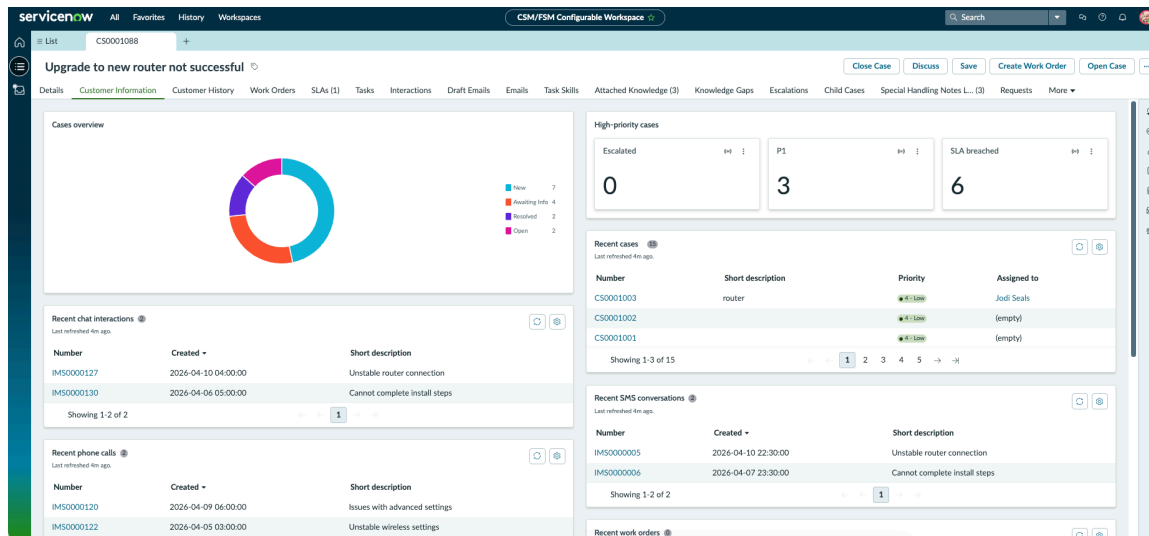 servicenow All Favorites History Workspaces CSM/FSM Configurable Workspace Search
List CS0001088 +
Upgrade to new router not successful Close Case Discuss Save Create Work Order Open Case
Details Customer Information Customer History Work Orders SLAs (1) Tasks Interactions Draft Emails Emails Task Skills Attached Knowledge (3) Knowledge Gaps Escalations Child Cases Special Handling Notes L... (3) Requests More
Cases overview
New 7
Awaiting Info 4
Resolved 2
Open 2
High-priority cases
Escalated P1 SLA breached
0 3 6
Recent cases 15
Last refreshed 4m ago.
Number Short description Priority Assigned to
CS0001003 router 4 - Low Jodi Seals
CS0001002 4 - Low (empty)
CS0001001 4 - Low (empty)
Showing 1-3 of 15 1 2 3 4 5
Recent chat interactions 2
Last refreshed 4m ago.
Number Created Short description
IMS0000127 2026-04-10 04:00:00 Unstable router connection
IMS0000130 2026-04-06 05:00:00 Cannot complete install steps
Showing 1-2 of 2 1
Recent SMS conversations 2
Last refreshed 4m ago.
Number Created Short description
IMS0000005 2026-04-10 22:30:00 Unstable router connection
IMS0000006 2026-04-07 23:30:00 Cannot complete install steps
Showing 1-2 of 2 1
Recent phone calls 2
Last refreshed 4m ago.
Number Created Short description
IMS0000120 2026-04-09 06:00:00 Issues with advanced settings
IMS0000122 2026-04-05 03:00:00 Unstable wireless settings
Recent work orders 0